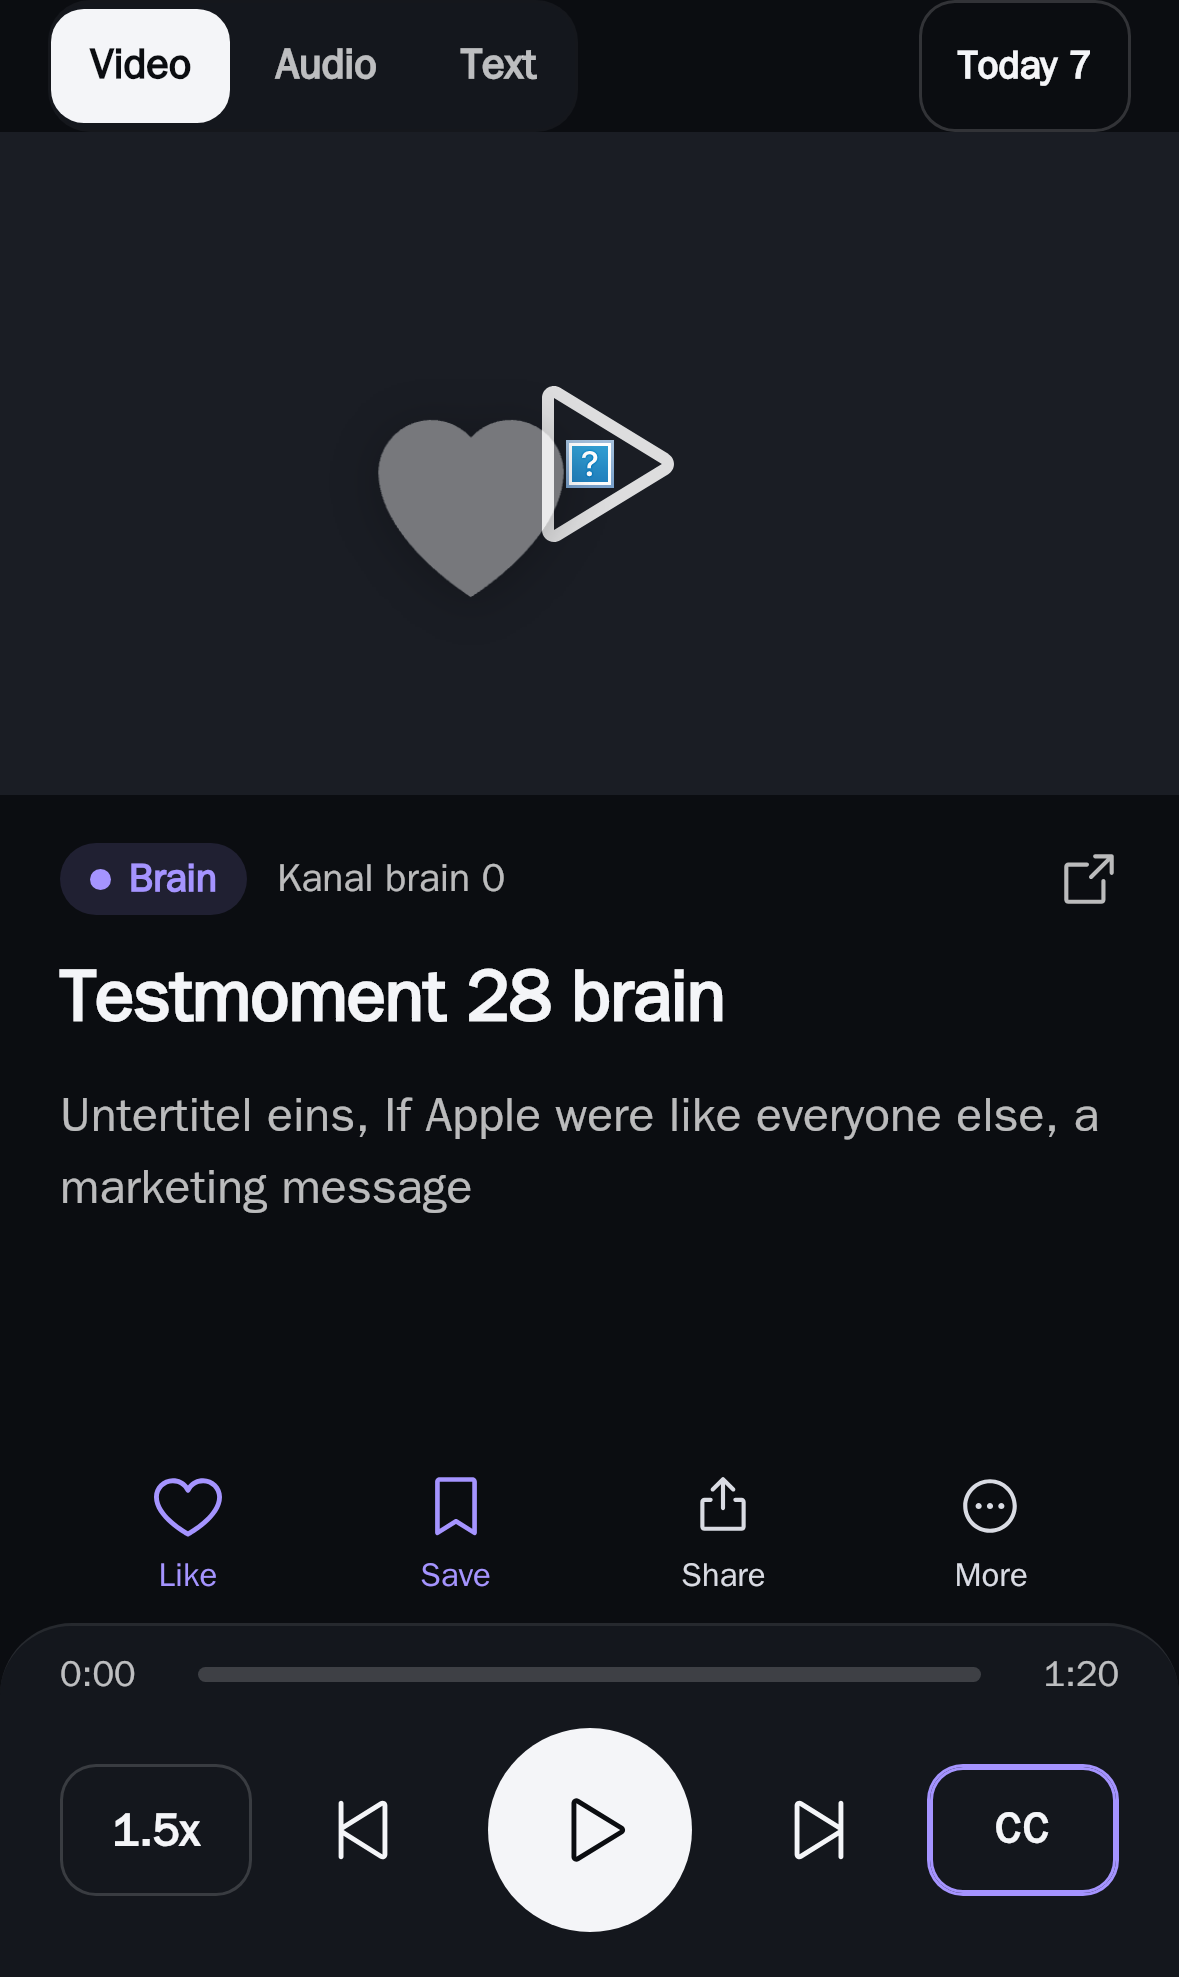 Video Audio Text Today 7
?
Brain Kanal brain 0
Testmoment 28 brain
Untertitel eins, If Apple were like everyone else, a
marketing message
Like Save Share More
0:00 1:20
1.5x CC